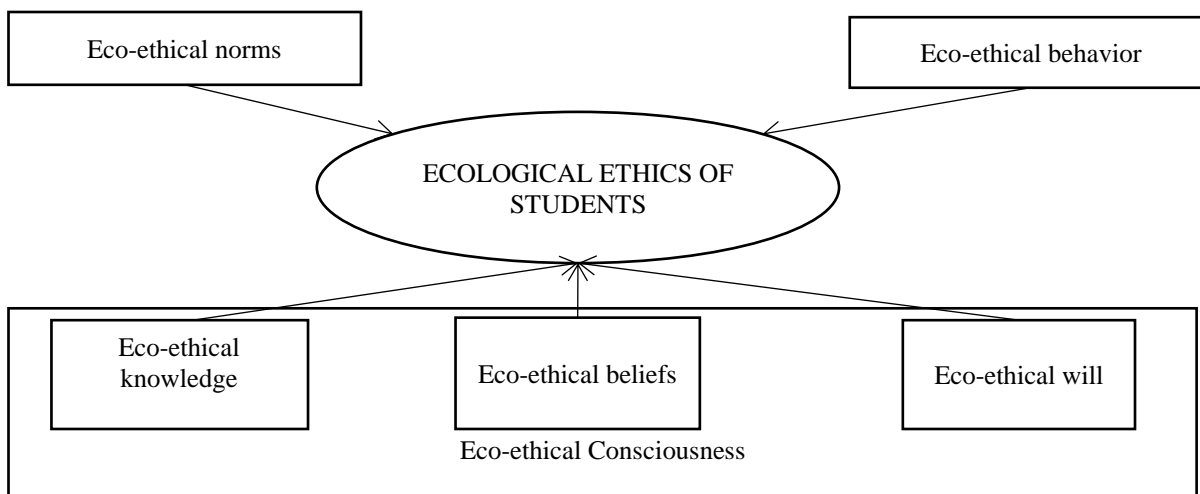 Eco-ethical norms
Eco-ethical behavior
ECOLOGICAL ETHICS OF
STUDENTS
Eco-ethical
knowledge
Eco-ethical beliefs
Eco-ethical will
Eco-ethical Consciousness